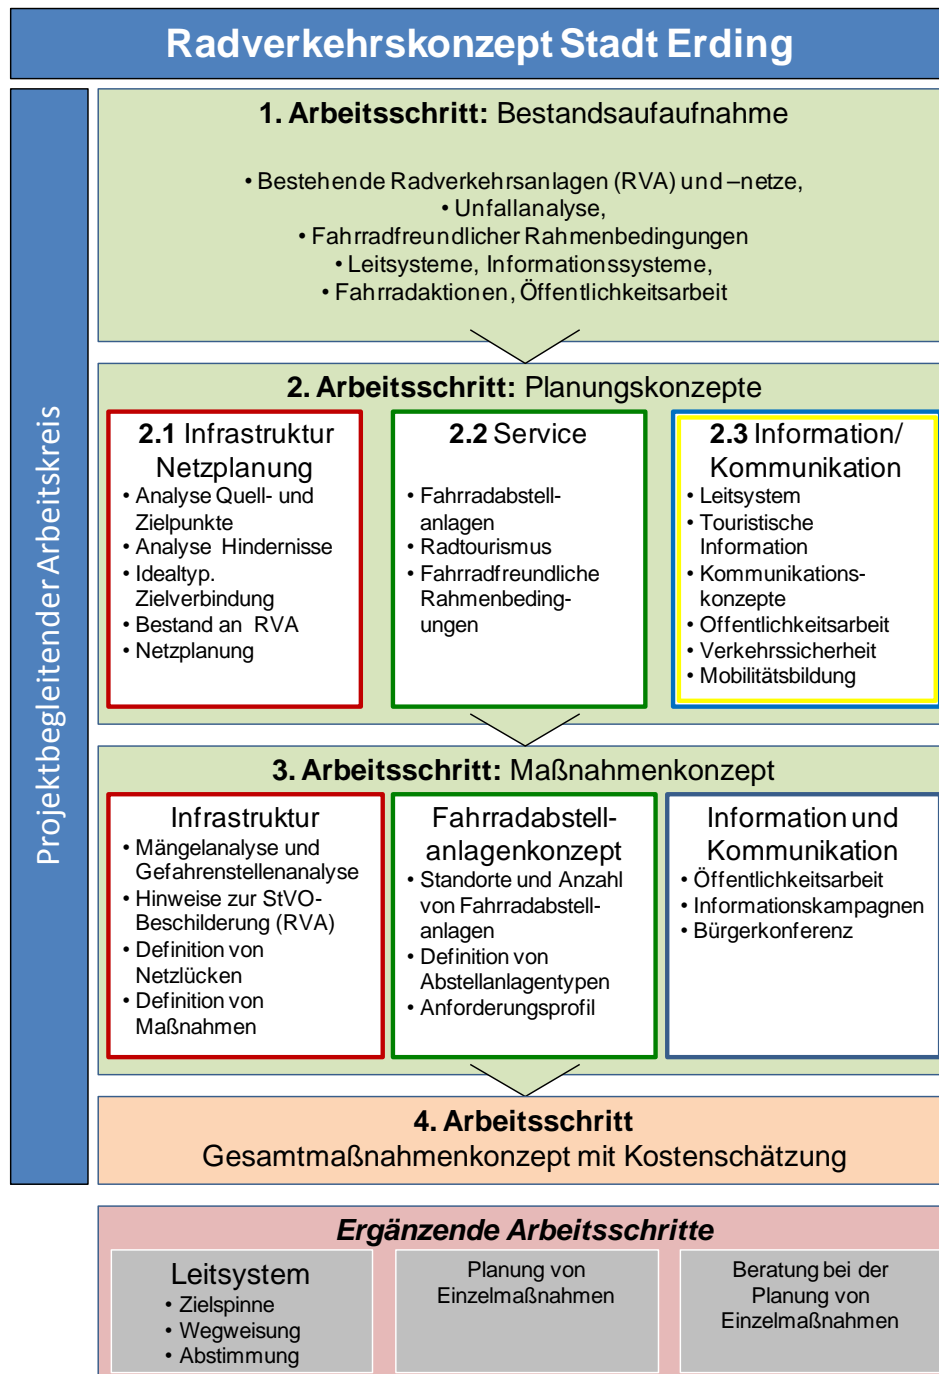 Radverkehrskonzept Stadt Erding
Projektbegleitender Arbeitskreis
1. Arbeitsschritt: Bestandsaufaufnahme
• Bestehende Radverkehrsanlagen (RVA) und –netze,
• Unfallanalyse,
• Fahrradfreundlicher Rahmenbedingungen
• Leitsysteme, Informationssysteme,
• Fahrradaktionen, Öffentlichkeitsarbeit
2. Arbeitsschritt: Planungskonzepte
2.1 Infrastruktur
Netzplanung
• Analyse Quell- und
Zielpunkte
• Analyse Hindernisse
• Idealtyp.
Zielverbindung
• Bestand an RVA
• Netzplanung
2.2 Service
• Fahrradabstell-
anlagen
• Radtourismus
• Fahrradfreundliche
Rahmenbeding-
ungen
2.3 Information/
Kommunikation
• Leitsystem
• Touristische
Information
• Kommunikations-
konzepte
• Offentlichkeitsarbeit
• Verkehrssicherheit
• Mobilitätsbildung
3. Arbeitsschritt: Maßnahmenkonzept
Infrastruktur
• Mängelanalyse und
Gefahrenstellenanalyse
• Hinweise zur StVO-
Beschilderung (RVA)
• Definition von
Netzlücken
• Definition von
Maßnahmen
Fahrradabstell-
anlagenkonzept
• Standorte und Anzahl
von Fahrradabstell-
anlagen
• Definition von
Abstellanlagentypen
• Anforderungsprofil
Information und
Kommunikation
• Öffentlichkeitsarbeit
• Informationskampagnen
• Bürgerkonferenz
4. Arbeitsschritt
Gesamtmaßnahmenkonzept mit Kostenschätzung
Ergänzende Arbeitsschritte
Leitsystem
• Zielspinne
• Wegweisung
• Abstimmung
Planung von
Einzelmaßnahmen
Beratung bei der
Planung von
Einzelmaßnahmen